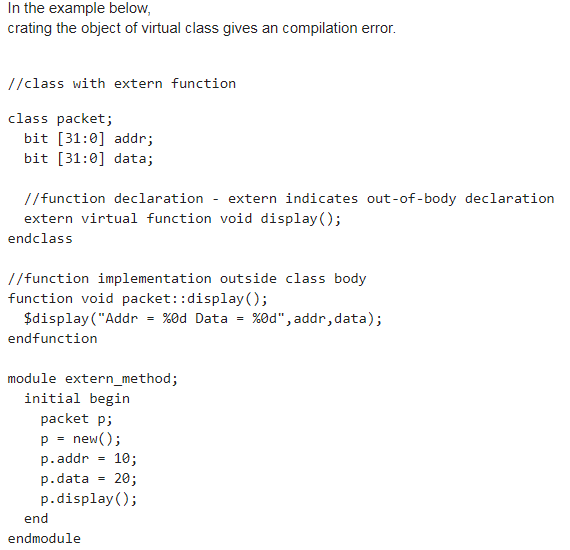 In the example below,
crating the object of virtual class gives an compilation error.
//class with extern function
class packet;
  bit [31:0] addr;
  bit [31:0] data;
  //function declaration - extern indicates out-of-body declaration
  extern virtual function void display();
endclass
//function implementation outside class body
function void packet::display();
  $display("Addr = %0d Data = %0d",addr,data);
endfunction
module extern_method;
  initial begin
    packet p;
    p = new();
    p.addr = 10;
    p.data = 20;
    p.display();
  end
endmodule